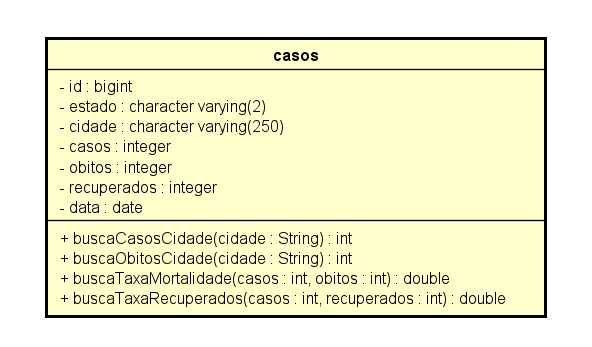 casos
- id : bigint
- estado : character varying(2)
- cidade : character varying(250)
- casos : integer
- obitos : integer
- recuperados : integer
- data : date
+ buscaCasosCidade(cidade : String) : int
+ buscaObitosCidade(cidade : String) : int
+ buscaTaxaMortalidade(casos : int, obitos : int) : double
+ buscaTaxaRecuperados(casos : int, recuperados : int) : double